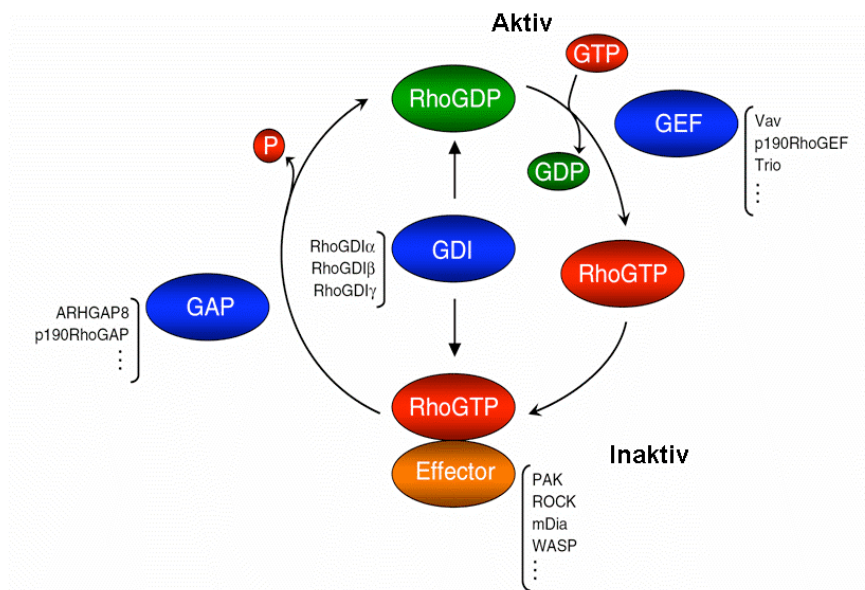 Aktiv
GTP
RhoGDP
GEF
Vav
p190RhoGEF
Trio
⋮
P
GDP
RhoGDIα
RhoGDIβ
RhoGDIγ
GDI
RhoGTP
GAP
ARHGAP8
p190RhoGAP
⋮
RhoGTP
Inaktiv
Effector
PAK
ROCK
mDia
WASP
⋮